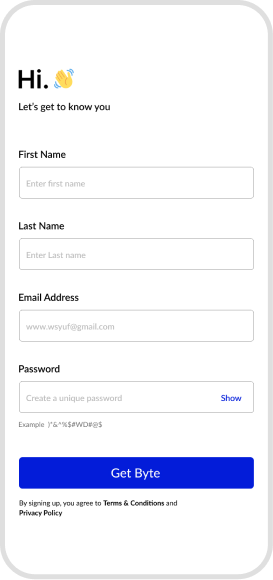 Hi. 👋
Let's get to know you
First Name
Enter first name
Last Name
Enter Last name
Email Address
www.wsyuf@gmail.com
Password
Create a unique password Show
Example )*&^%$#WD#@$
Get Byte
By signing up, you agree to Terms & Conditions and
Privacy Policy